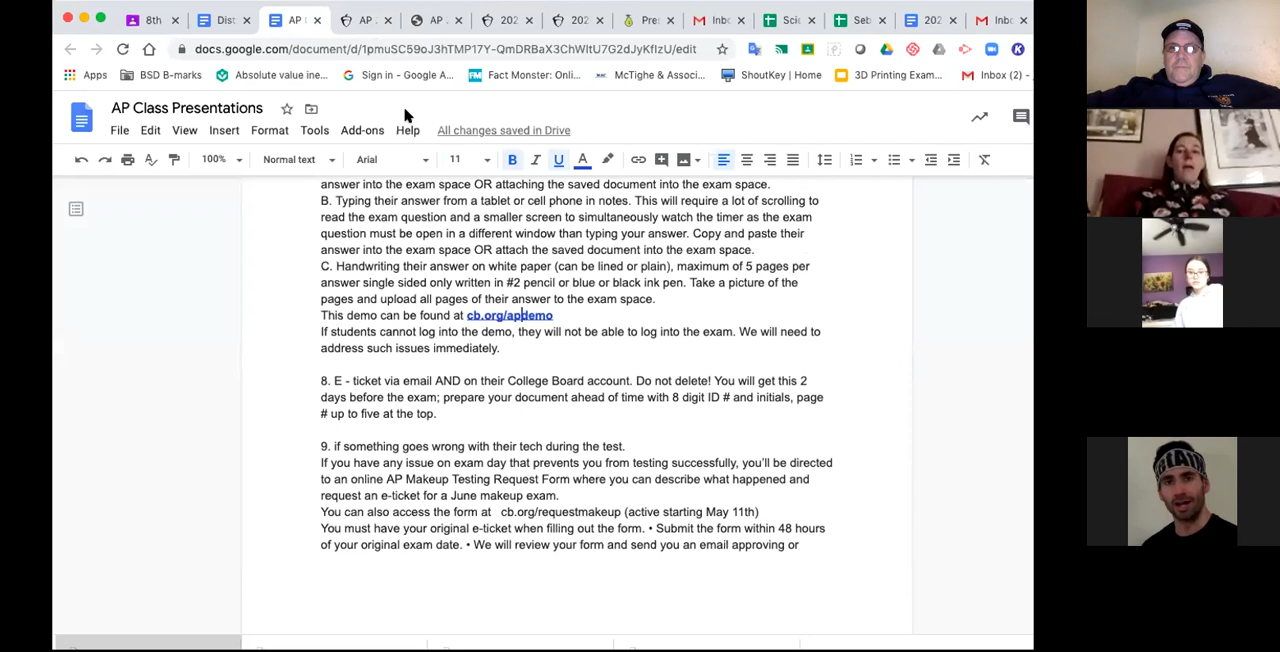 8th
Dist
AP
AP
AP
202
202
Pres
Inbo
Scie
Seb
202
Inbo
docs.google.com/document/d/1pmuSC59oJ3hTMP17Y-QmDRBaX3ChWltU7G2dJyKfIzU/edit
Apps
BSD B-marks
Absolute value ine...
Sign in - Google A...
Fact Monster: Onli...
McTighe & Associ...
ShoutKey | Home
3D Printing Exam...
Inbox (2) -
AP Class Presentations
File Edit View Insert Format Tools Add-ons Help All changes saved in Drive
100% Normal text Arial 11 B I U A
answer into the exam space OR attaching the saved document into the exam space.
B. Typing their answer from a tablet or cell phone in notes. This will require a lot of scrolling to
read the exam question and a smaller screen to simultaneously watch the timer as the exam
question must be open in a different window than typing your answer. Copy and paste their
answer into the exam space OR attach the saved document into the exam space.
C. Handwriting their answer on white paper (can be lined or plain), maximum of 5 pages per
answer single sided only written in #2 pencil or blue or black ink pen. Take a picture of the
pages and upload all pages of their answer to the exam space.
This demo can be found at cb.org/apdemo
If students cannot log into the demo, they will not be able to log into the exam. We will need to
address such issues immediately.
8. E - ticket via email AND on their College Board account. Do not delete! You will get this 2
days before the exam; prepare your document ahead of time with 8 digit ID # and initials, page
# up to five at the top.
9. if something goes wrong with their tech during the test.
If you have any issue on exam day that prevents you from testing successfully, you'll be directed
to an online AP Makeup Testing Request Form where you can describe what happened and
request an e-ticket for a June makeup exam.
You can also access the form at cb.org/requestmakeup (active starting May 11th)
You must have your original e-ticket when filling out the form. • Submit the form within 48 hours
of your original exam date. • We will review your form and send you an email approving or